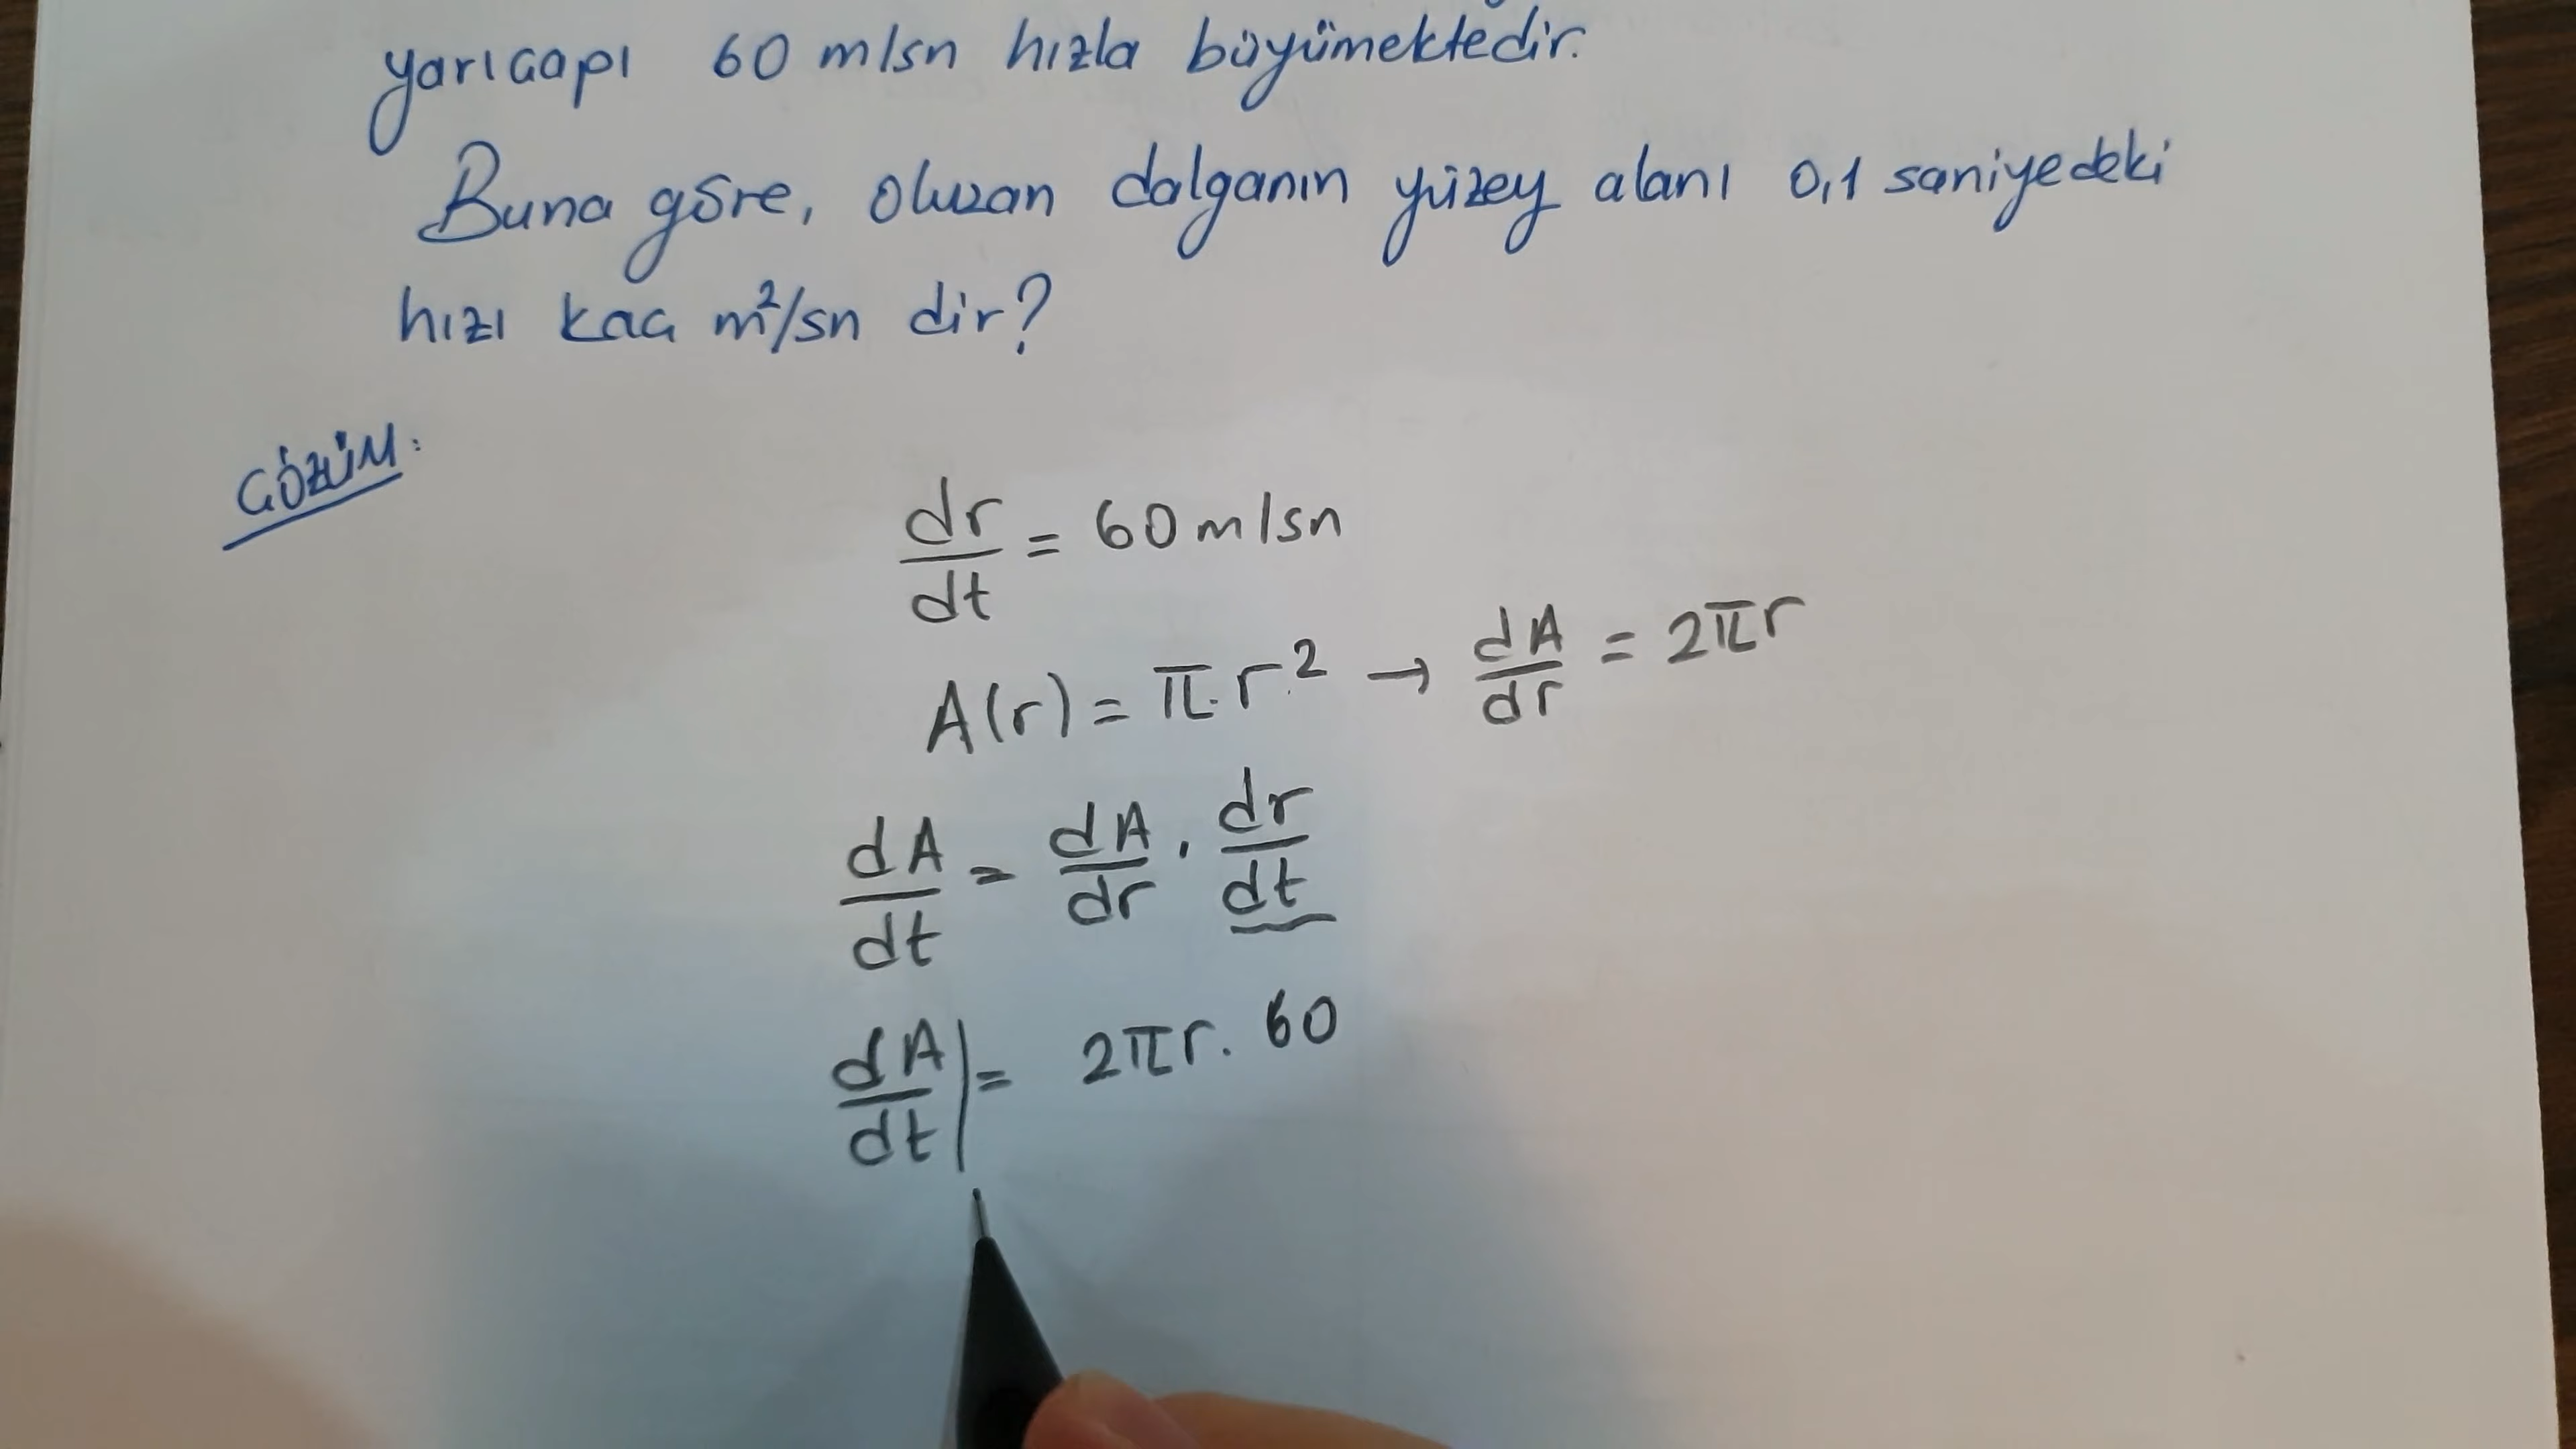 yarıçapı 60 m/sn hızla büyümektedir.
Buna göre, oluşan dalganın yüzey alanı 0,1 saniyedeki
hızı kaç m²/sn dir?
ÇÖZÜM:
dr/dt = 60 m/sn
A(r) = π.r² → dA/dr = 2πr
dA/dt = dA/dr . dr/dt
dA/dt| = 2πr. 60